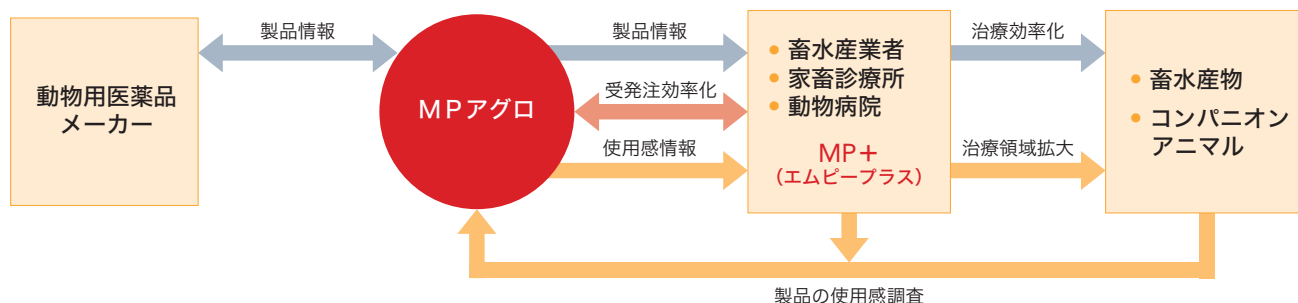 動物用医薬品
メーカー
製品情報
MPアグロ
製品情報
受発注効率化
使用感情報
• 畜水産業者
• 家畜診療所
• 動物病院
MP+
（エムピープラス）
治療効率化
治療領域拡大
• 畜水産物
• コンパニオン
アニマル
製品の使用感調査